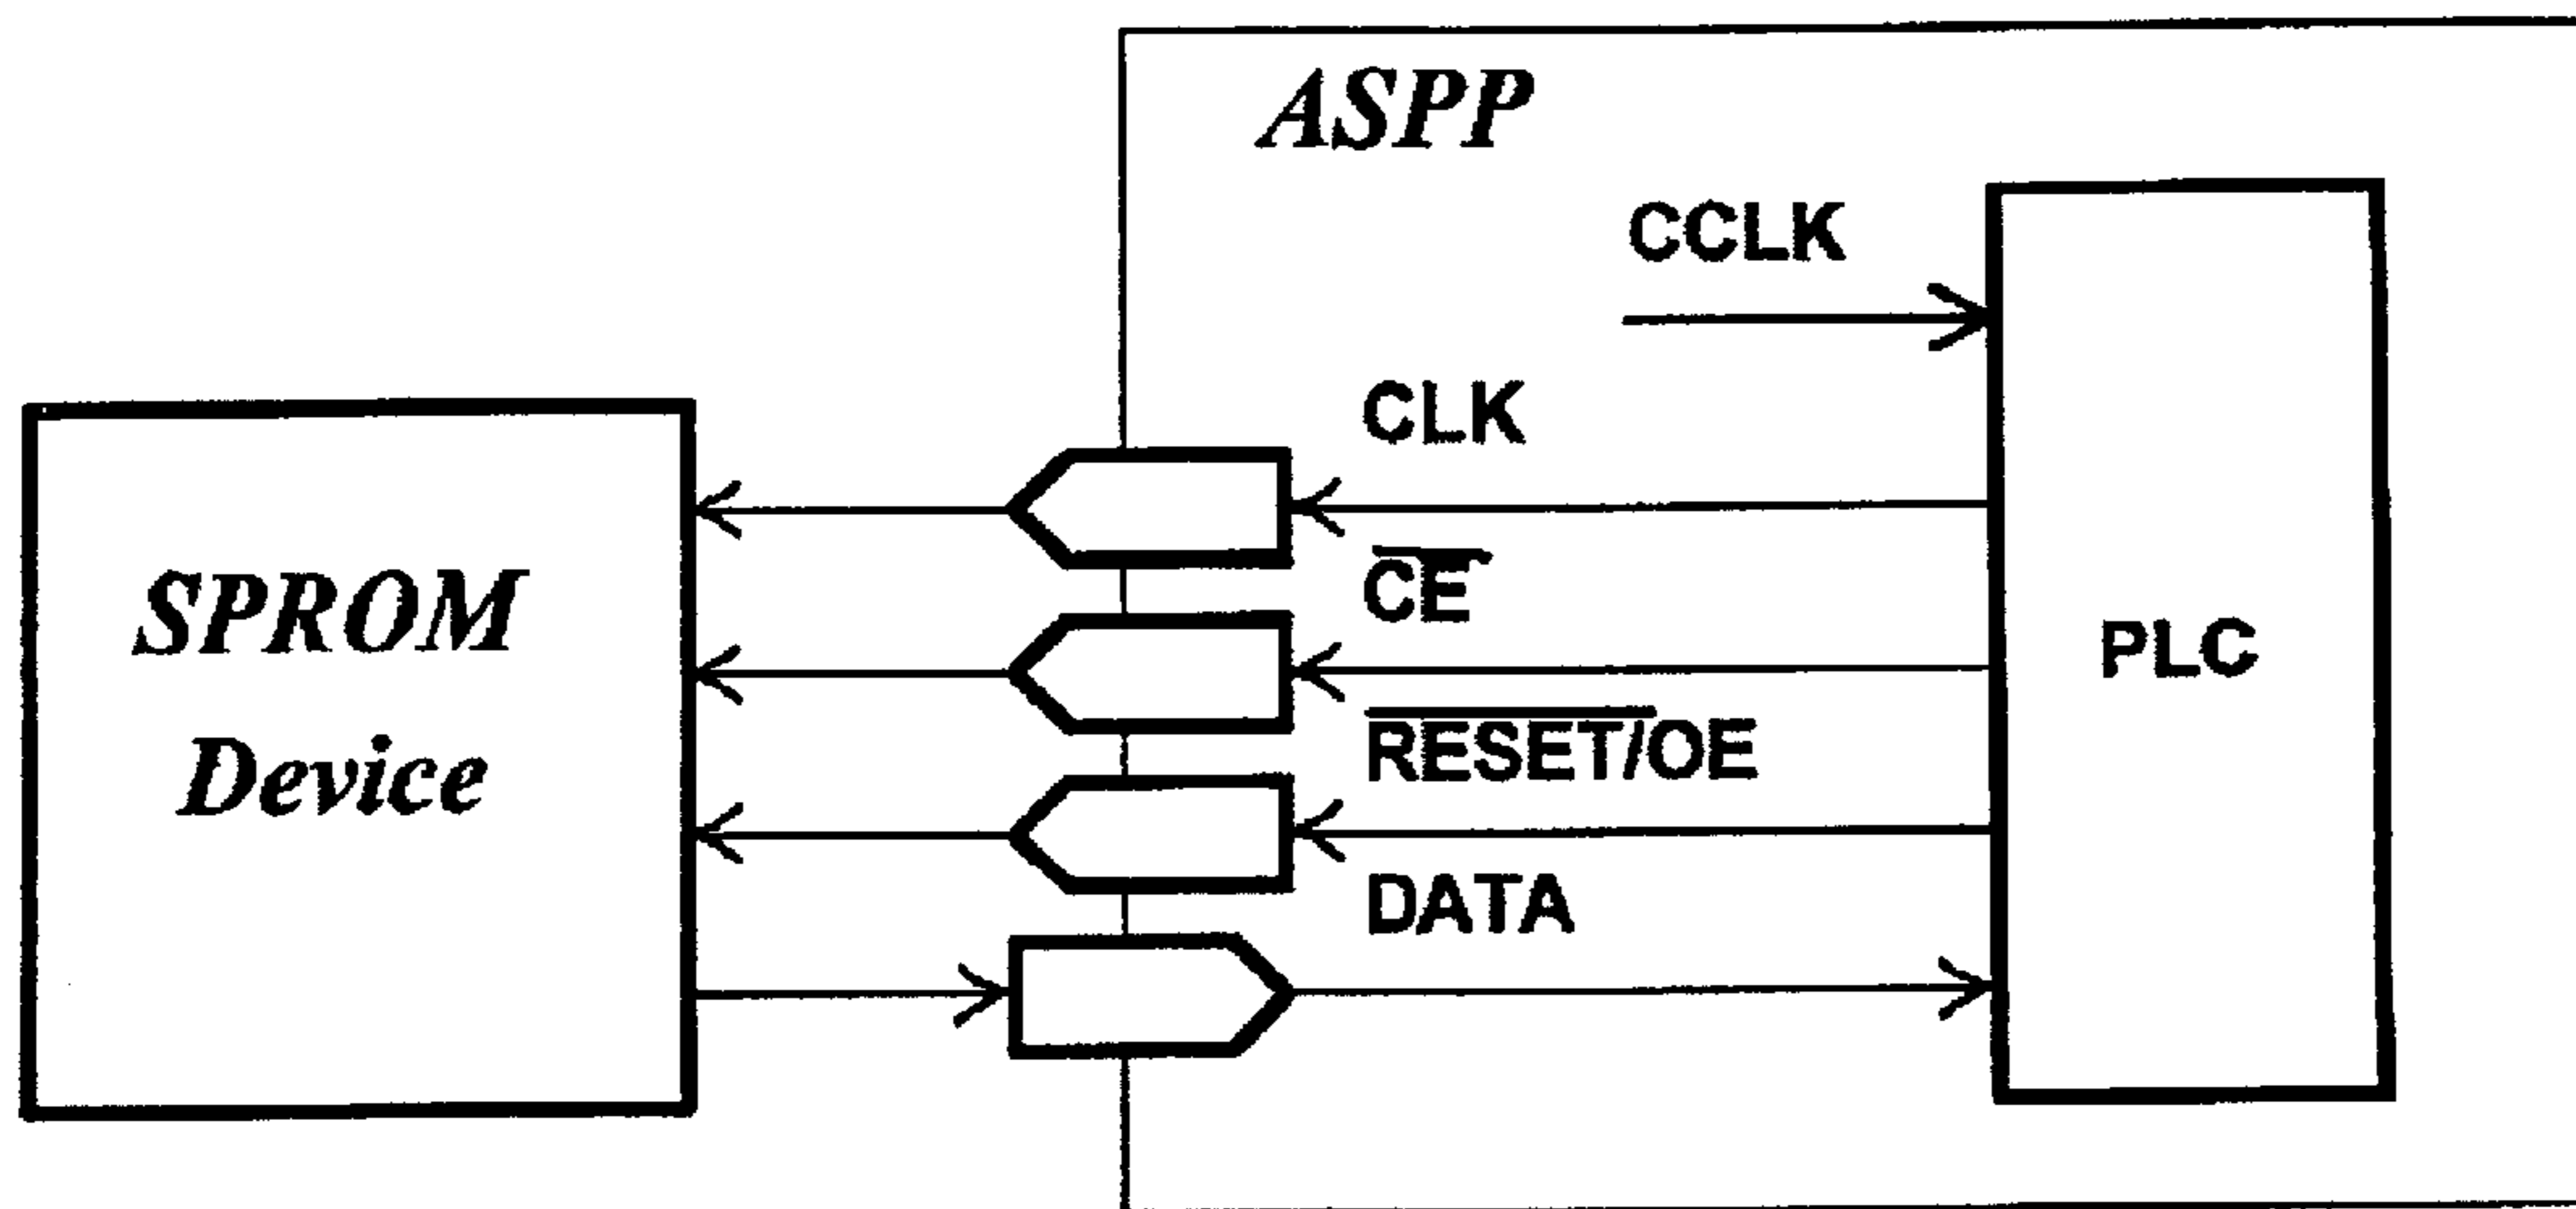 ASPP
CCLK
CLK
CE
SPROM
Device
RESET/OE
PLC
DATA